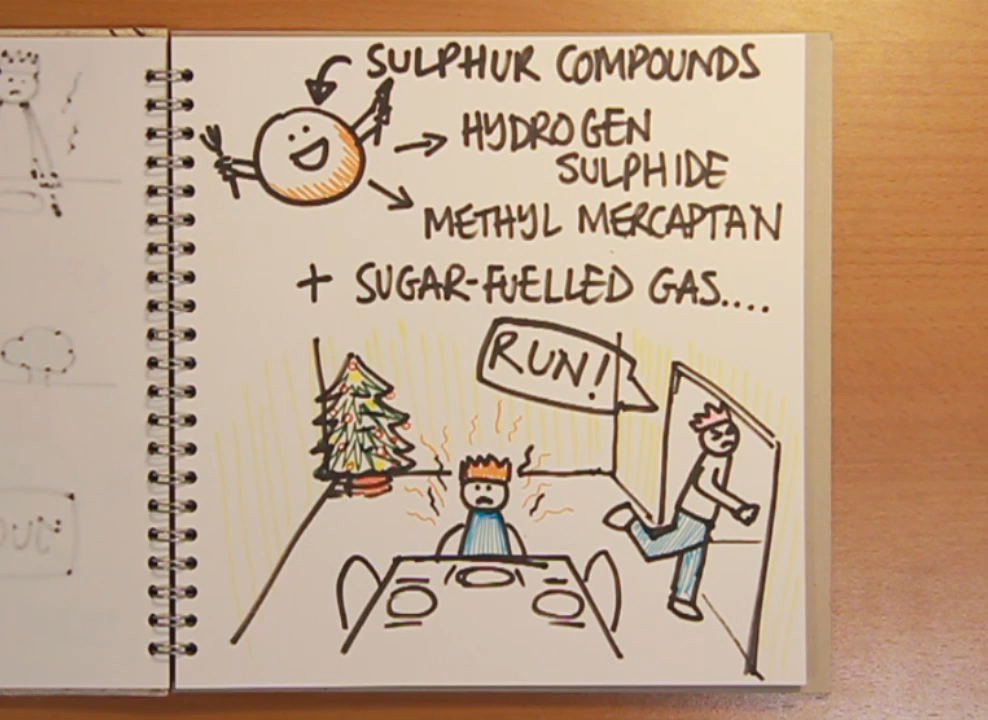 SULPHUR COMPOUNDS
HYDROGEN
SULPHIDE
METHYL MERCAPTAN
+ SUGAR-FUELLED GAS....
RUN!